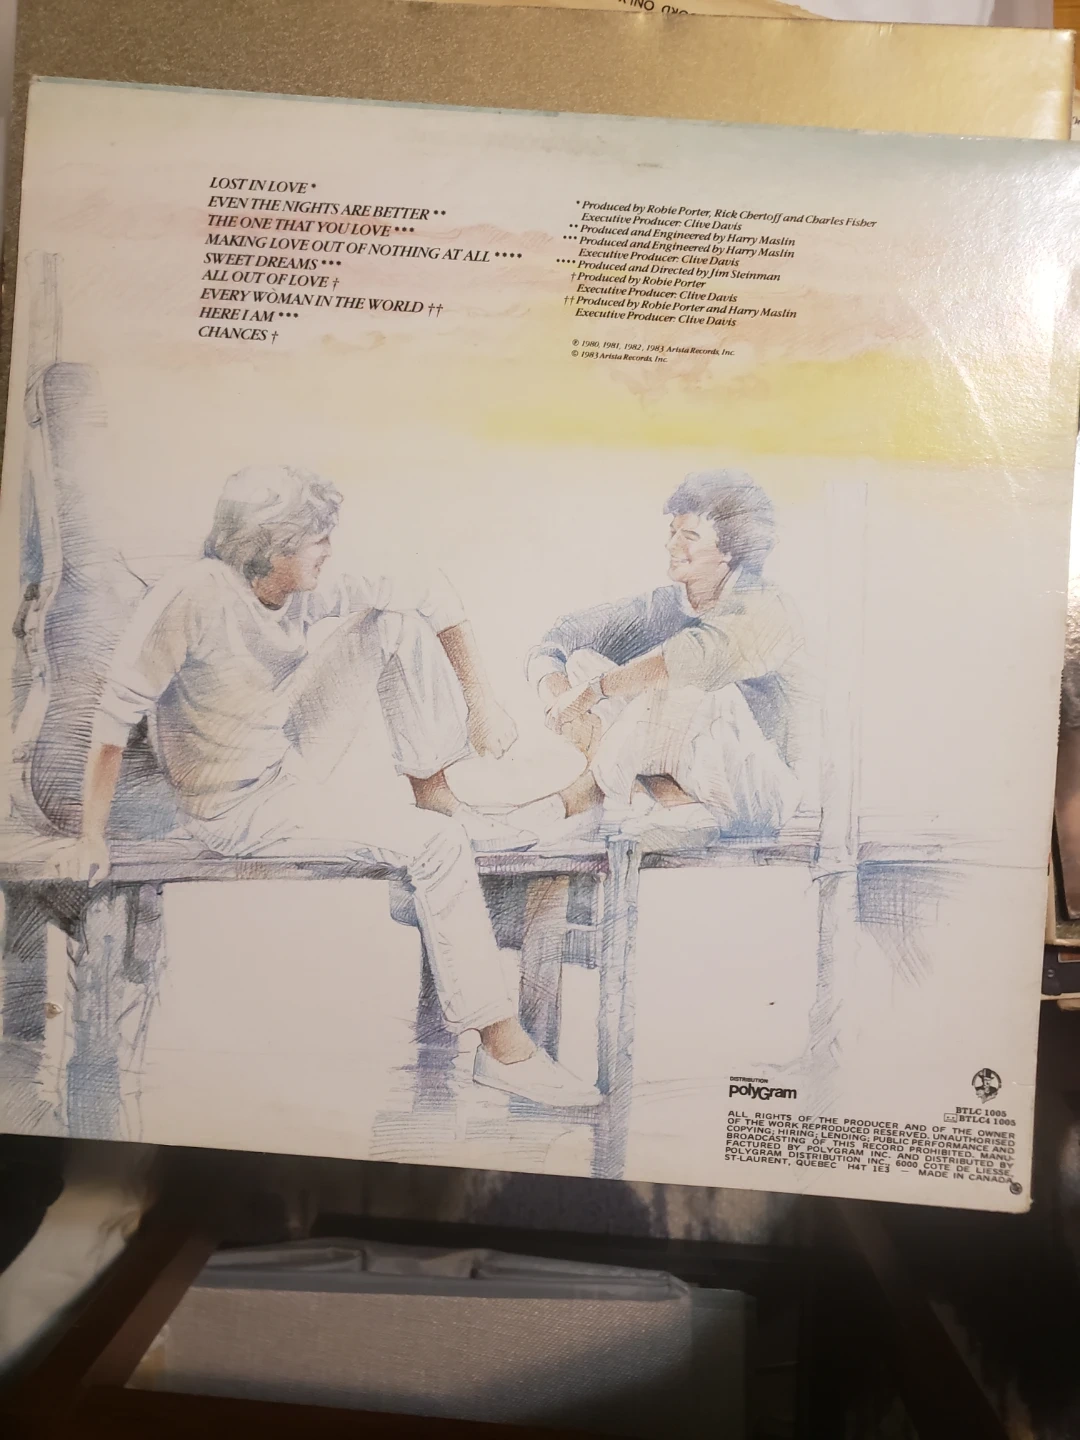 LOST IN LOVE *
EVEN THE NIGHTS ARE BETTER ••
THE ONE THAT YOU LOVE •••
MAKING LOVE OUT OF NOTHING AT ALL ••••
SWEET DREAMS •••
ALL OUT OF LOVE †
EVERY WOMAN IN THE WORLD ††
HERE I AM •••
CHANCES †
* Produced by Robie Porter, Rick Chertoff and Charles Fisher
Executive Producer: Clive Davis
•• Produced and Engineered by Harry Maslin
••• Produced and Engineered by Harry Maslin
Executive Producer: Clive Davis
•••• Produced and Directed by Jim Steinman
† Produced by Robie Porter
Executive Producer: Clive Davis
†† Produced by Robie Porter and Harry Maslin
Executive Producer: Clive Davis
℗ 1980, 1981, 1982, 1983 Arista Records, Inc.
© 1983 Arista Records, Inc.
DISTRIBUTION
polyGram
BTLC 1005
BTLC4 1005
ALL RIGHTS OF THE PRODUCER AND OF THE OWNER
OF THE WORK REPRODUCED RESERVED. UNAUTHORISED
COPYING; HIRING; LENDING; PUBLIC PERFORMANCE AND
BROADCASTING OF THIS RECORD PROHIBITED. MANU-
FACTURED BY POLYGRAM INC. AND DISTRIBUTED BY
POLYGRAM DISTRIBUTION INC., 6000 COTE DE LIESSE,
ST-LAURENT, QUEBEC H4T 1E3 — MADE IN CANADA